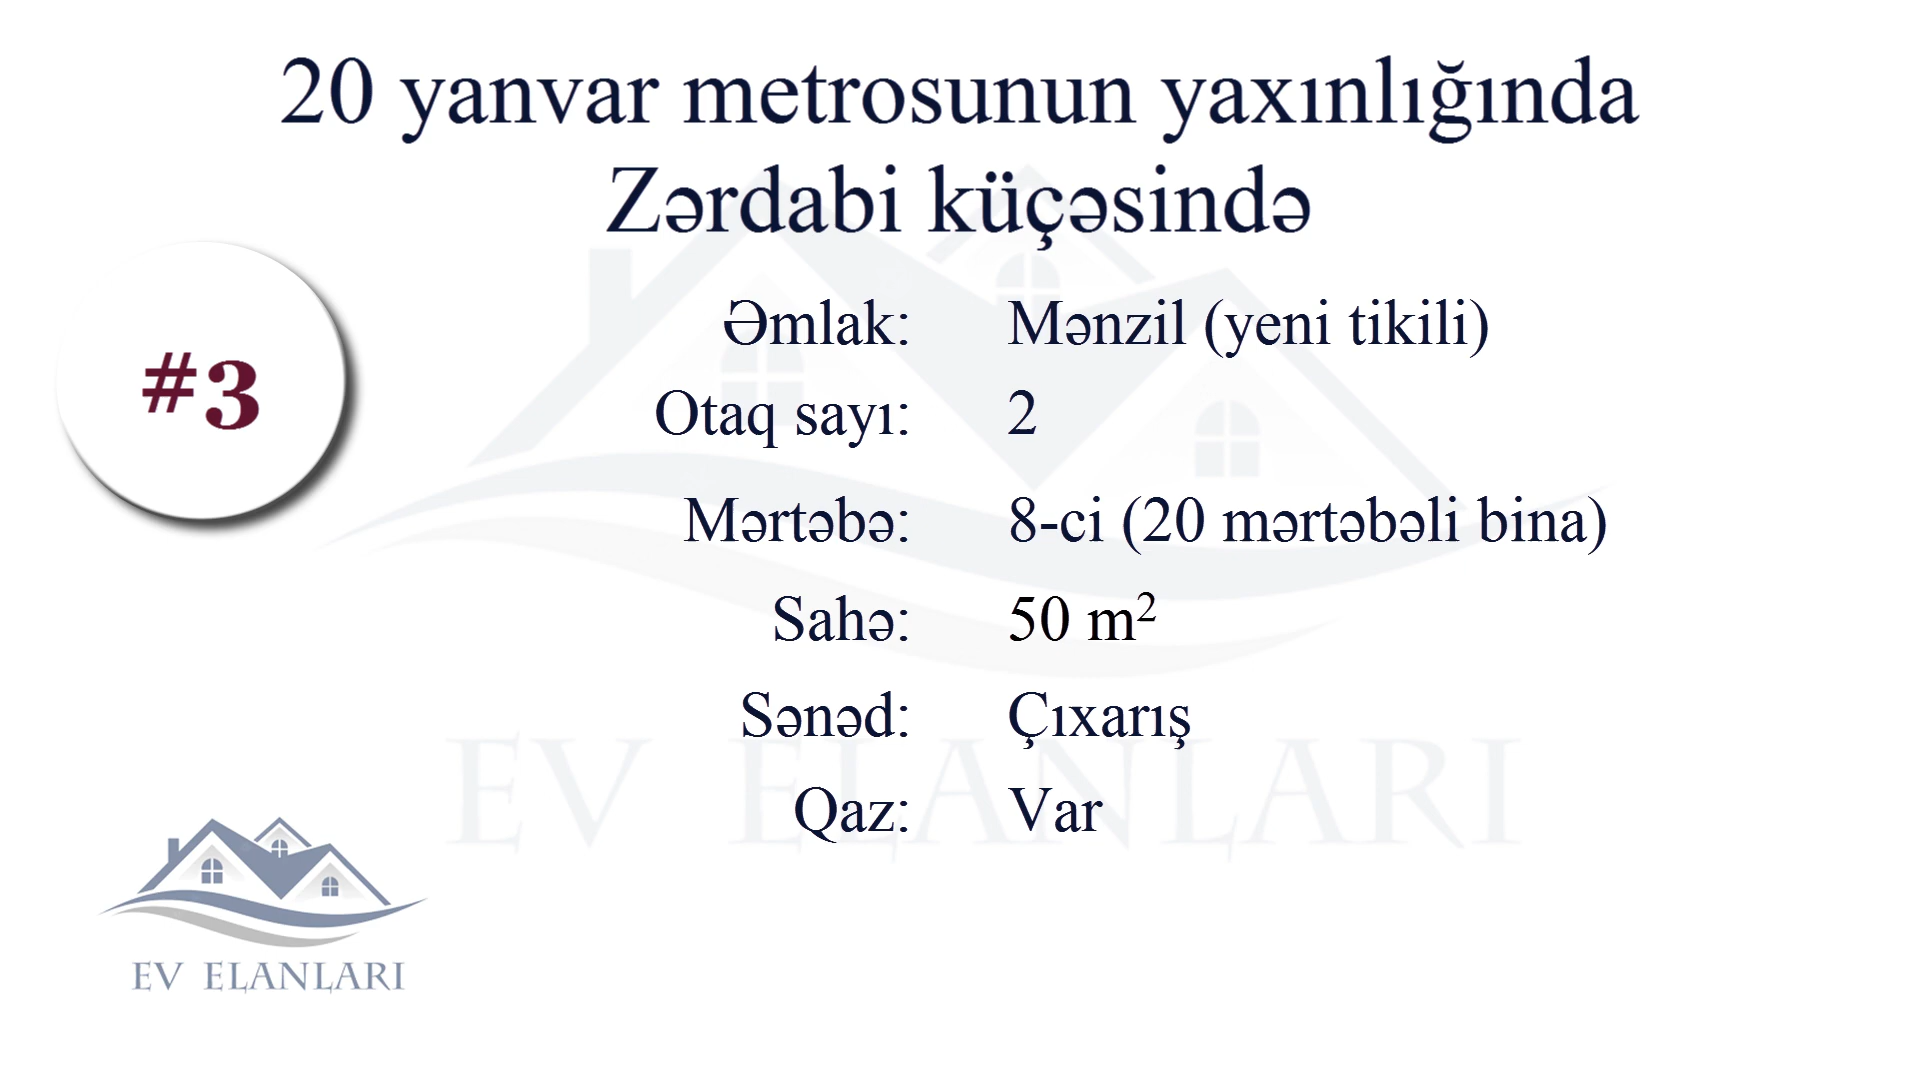 20 yanvar metrosunun yaxınlığında
Zərdabi küçəsində
#3
Əmlak: Mənzil (yeni tikili)
Otaq sayı: 2
Mərtəbə: 8-ci (20 mərtəbəli bina)
Sahə: 50 m²
Sənəd: Çıxarış
Qaz: Var
EV ELANLARI
EV ELANLARI